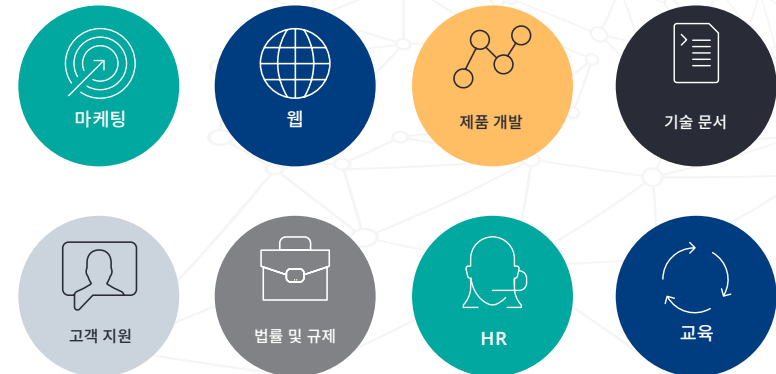 마케팅
웹
제품 개발
기술 문서
고객 지원
법률 및 규제
HR
교육